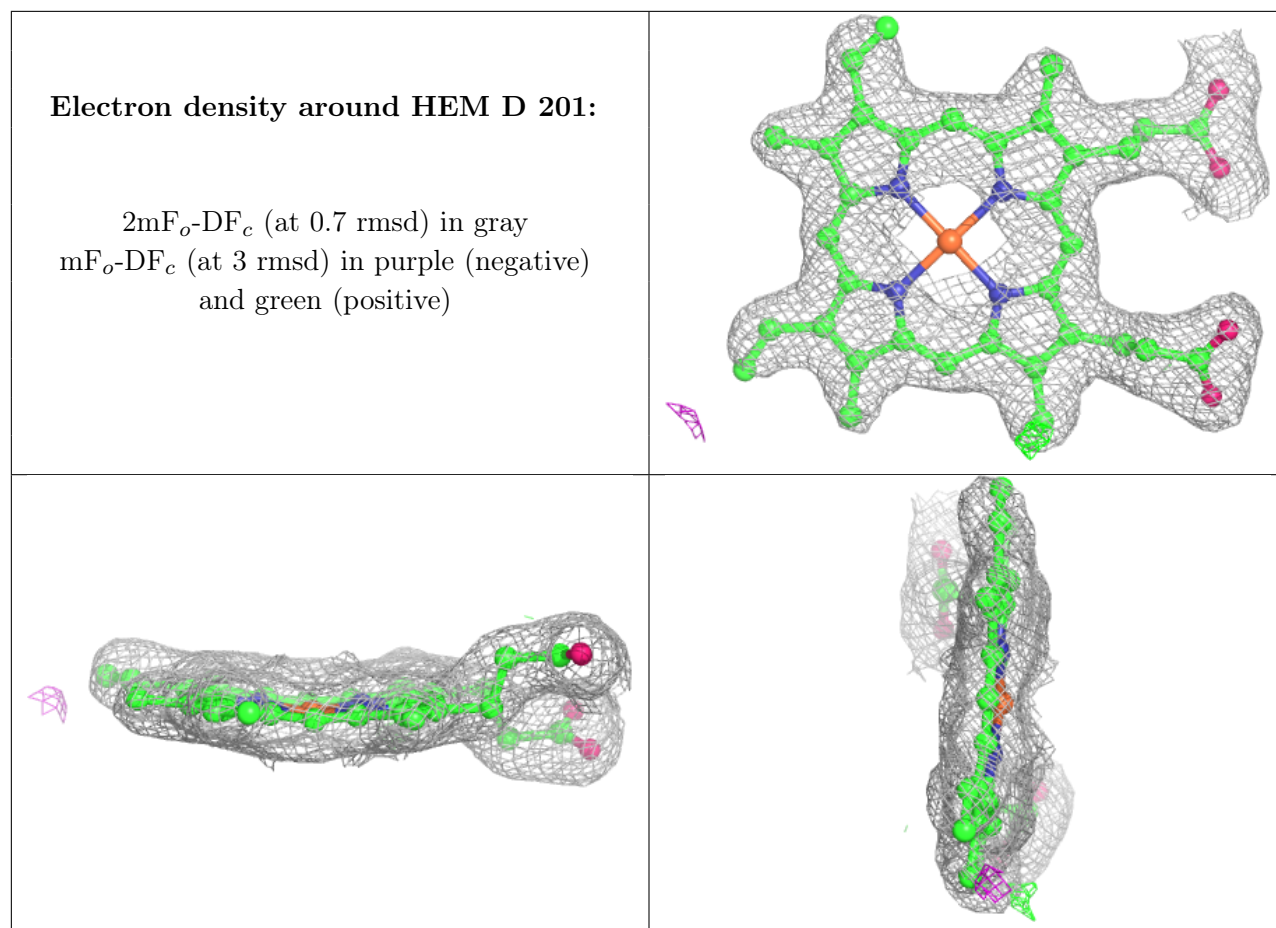 Electron density around HEM D 201:
2mFo-DFc (at 0.7 rmsd) in gray
mFo-DFc (at 3 rmsd) in purple (negative)
and green (positive)